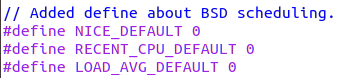 // Added define about BSD scheduling.
#define NICE_DEFAULT 0
#define RECENT_CPU_DEFAULT 0
#define LOAD_AVG_DEFAULT 0